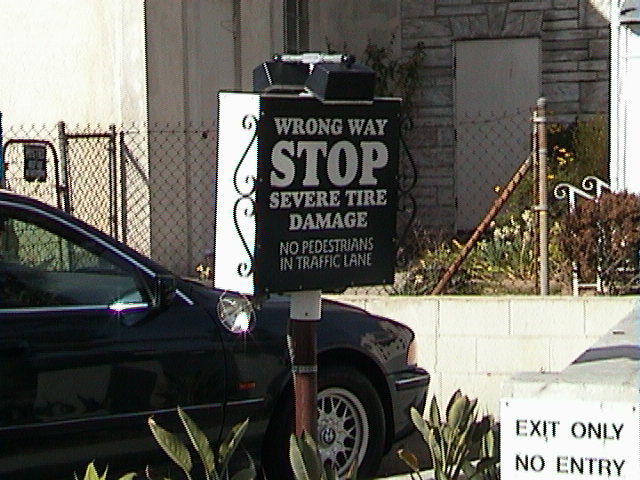 WRONG WAY
STOP
SEVERE TIRE
DAMAGE
NO PEDESTRIANS
IN TRAFFIC LANE
EXIT ONLY
NO ENTRY